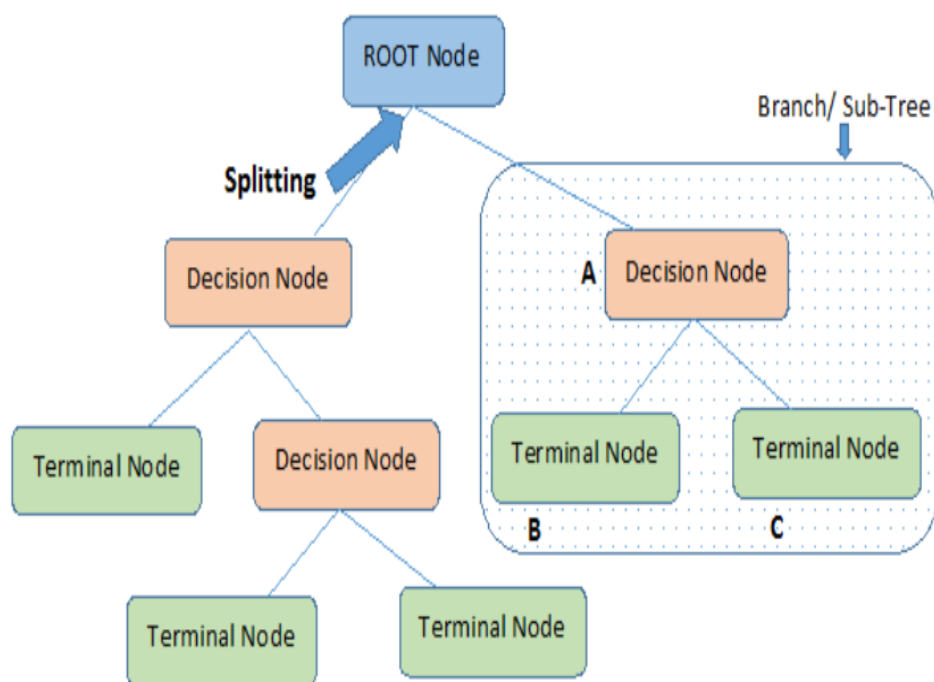 ROOT Node
Branch/ Sub-Tree
Splitting
Decision Node
A
Decision Node
Terminal Node
Decision Node
Terminal Node
Terminal Node
B
C
Terminal Node
Terminal Node